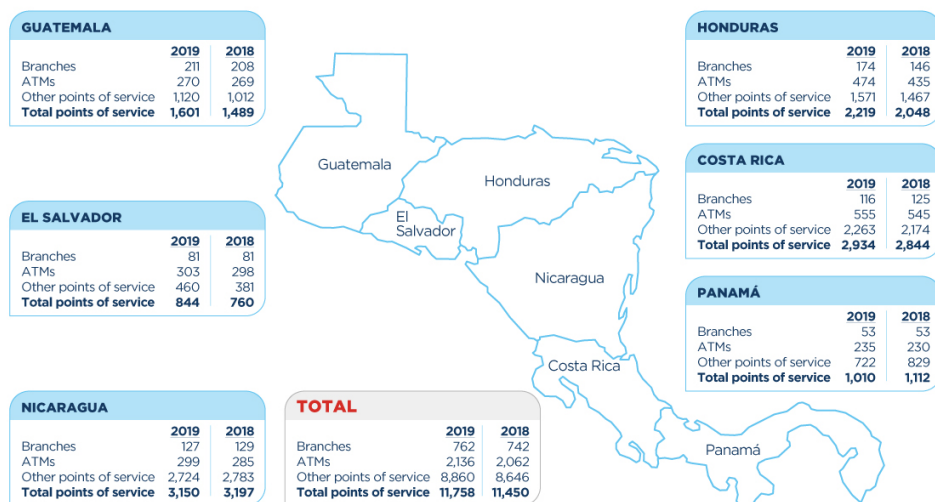 GUATEMALA
2019 2018
Branches 211 208
ATMs 270 269
Other points of service 1,120 1,012
Total points of service 1,601 1,489
HONDURAS
2019 2018
Branches 174 146
ATMs 474 435
Other points of service 1,571 1,467
Total points of service 2,219 2,048
Guatemala
Honduras
COSTA RICA
2019 2018
Branches 116 125
ATMs 555 545
Other points of service 2,263 2,174
Total points of service 2,934 2,844
EL SALVADOR
2019 2018
Branches 81 81
ATMs 303 298
Other points of service 460 381
Total points of service 844 760
El
Salvador
Nicaragua
PANAMÁ
2019 2018
Branches 53 53
ATMs 235 230
Other points of service 722 829
Total points of service 1,010 1,112
Costa Rica
NICARAGUA
2019 2018
Branches 127 129
ATMs 299 285
Other points of service 2,724 2,783
Total points of service 3,150 3,197
TOTAL
2019 2018
Branches 762 742
ATMs 2,136 2,062
Other points of service 8,860 8,646
Total points of service 11,758 11,450
Panamá